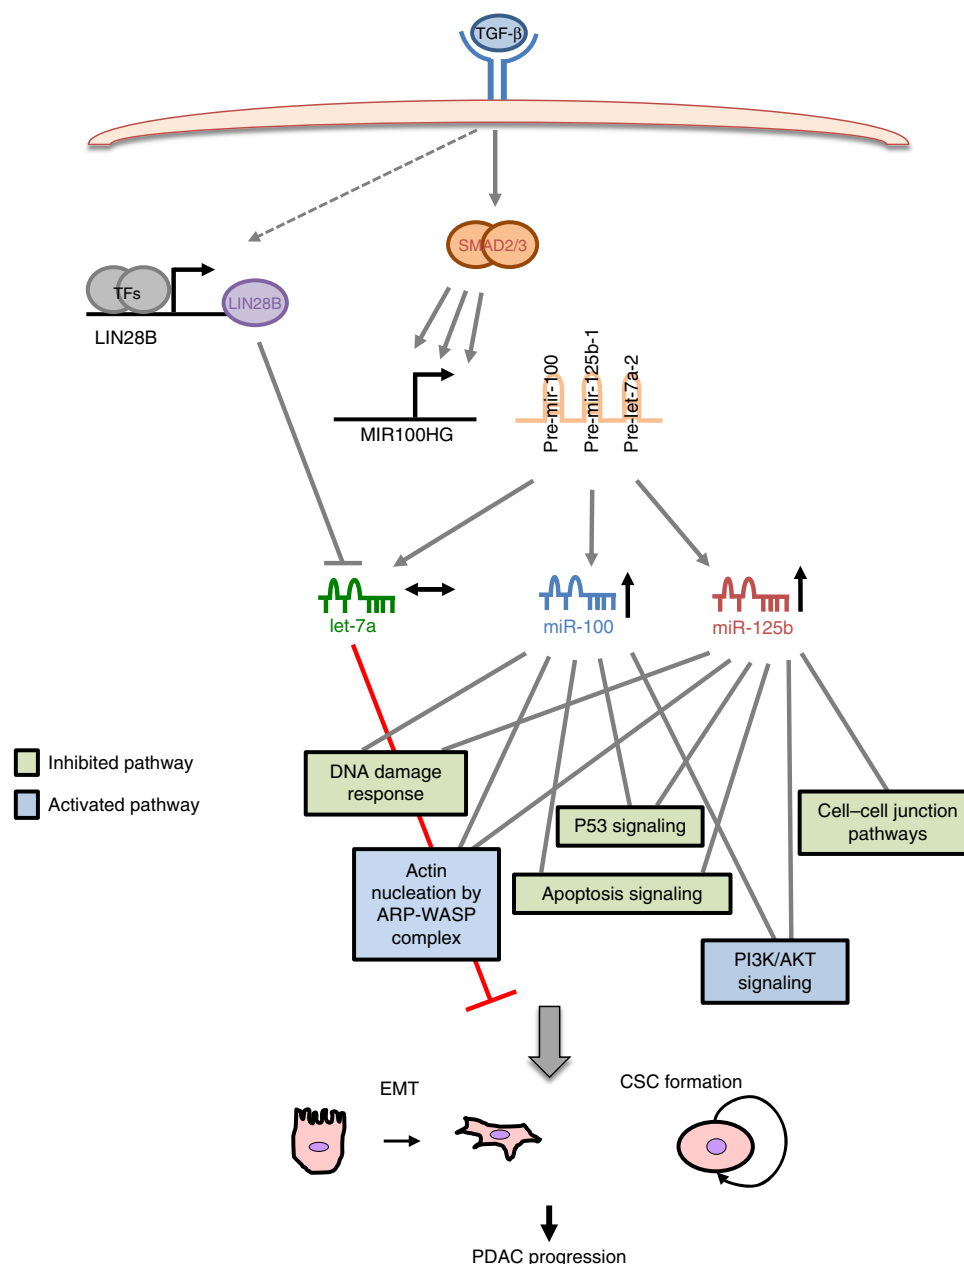 TGF-β
SMAD2/3
TFs
LIN28B
LIN28B
MIR100HG
Pre-mir-100
Pre-mir-125b-1
Pre-let-7a-2
let-7a
miR-100
miR-125b
Inhibited pathway
Activated pathway
DNA damage
response
P53 signaling
Cell–cell junction
pathways
Actin
nucleation by
ARP-WASP
complex
Apoptosis signaling
PI3K/AKT
signaling
EMT
CSC formation
PDAC progression